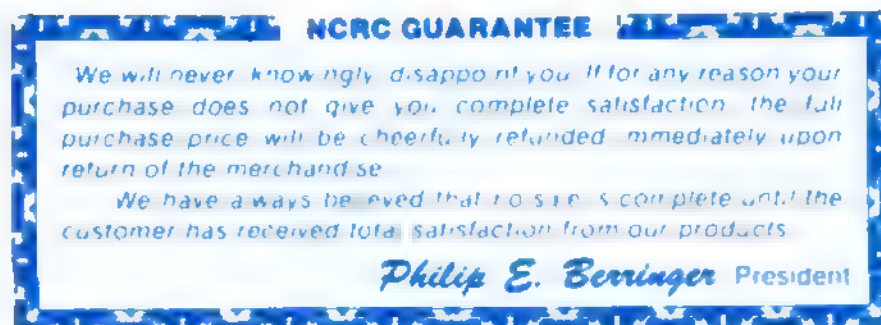 NCRC GUARANTEE
We will never knowingly disappoint you. If for any reason your
purchase does not give you complete satisfaction, the full
purchase price will be cheerfully refunded immediately upon
return of the merchandise.
We have always believed that no sale is complete until the
customer has received total satisfaction from our products.
Philip E. Berringer President